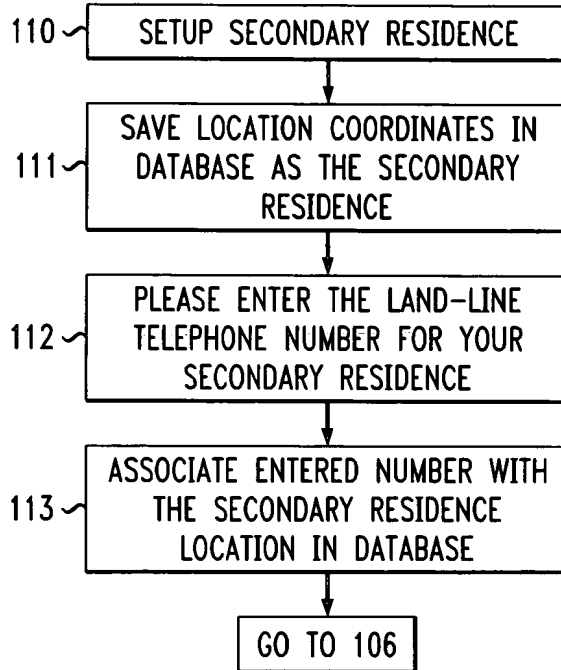 110
SETUP SECONDARY RESIDENCE
111
SAVE LOCATION COORDINATES IN
DATABASE AS THE SECONDARY
RESIDENCE
112
PLEASE ENTER THE LAND-LINE
TELEPHONE NUMBER FOR YOUR
SECONDARY RESIDENCE
113
ASSOCIATE ENTERED NUMBER WITH
THE SECONDARY RESIDENCE
LOCATION IN DATABASE
GO TO 106